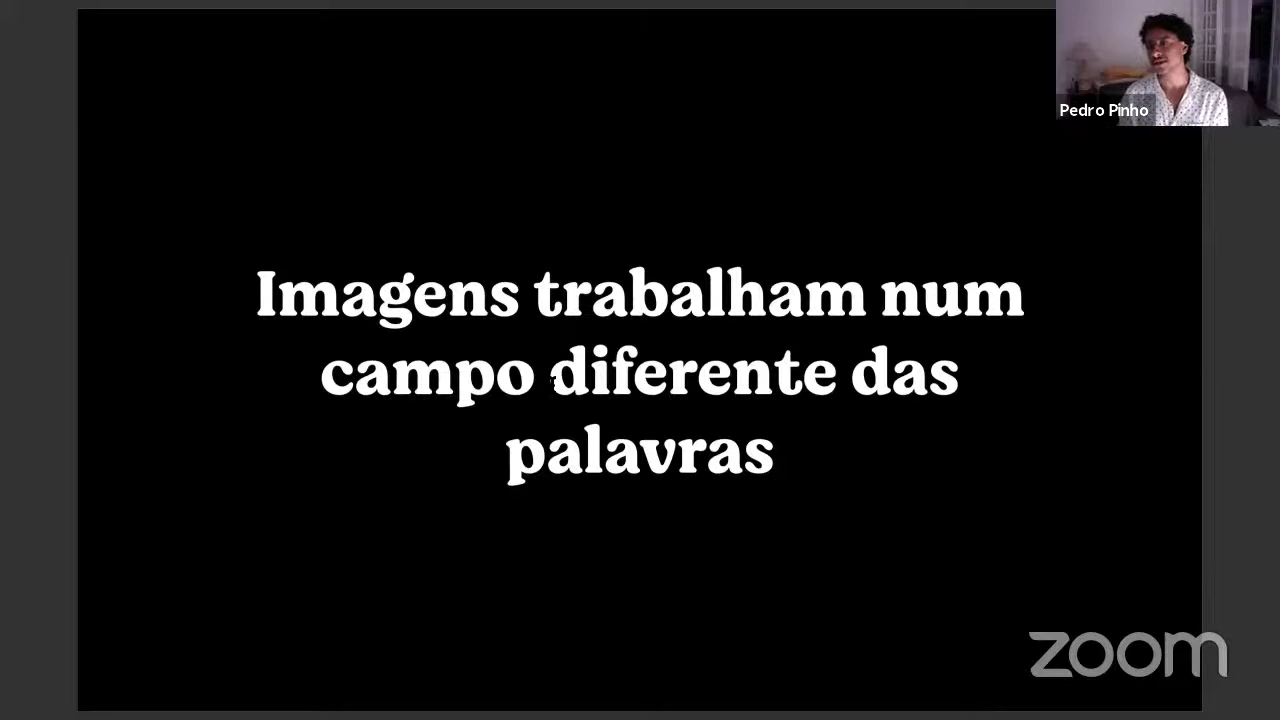 Pedro Pinho
Imagens trabalham num
campo diferente das
palavras
zoom